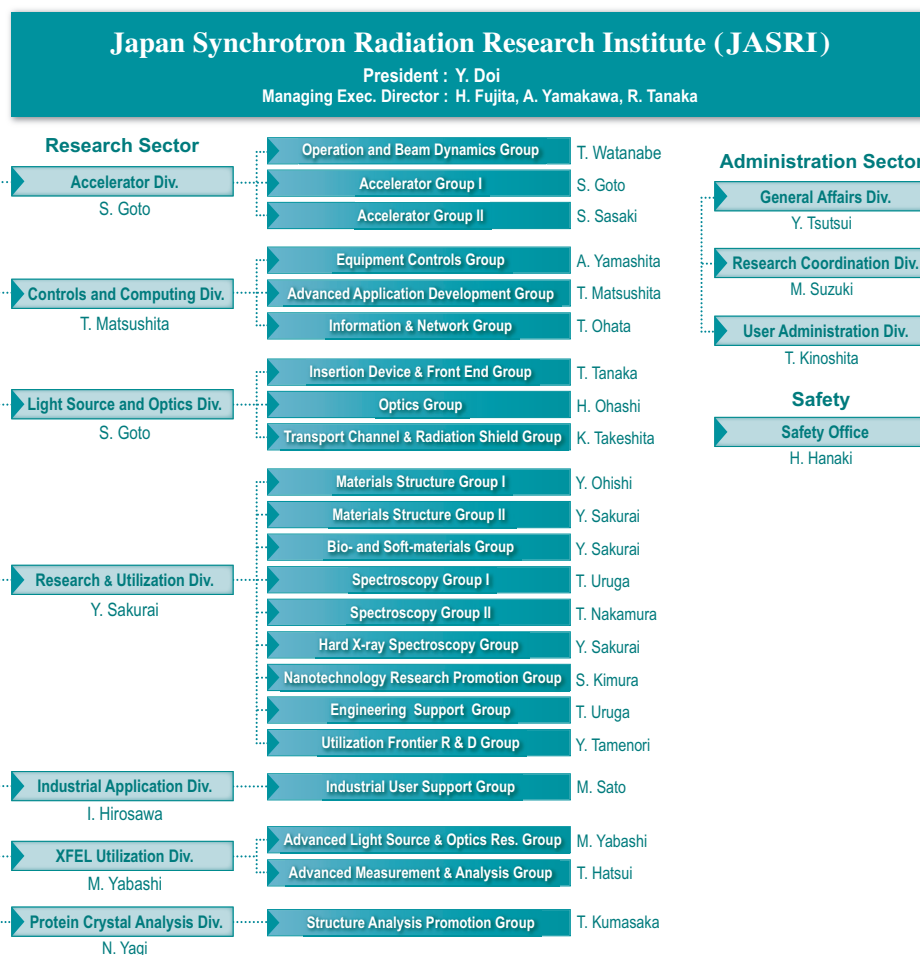 Japan Synchrotron Radiation Research Institute (JASRI)
President : Y. Doi
Managing Exec. Director : H. Fujita, A. Yamakawa, R. Tanaka
Research Sector
Accelerator Div.
S. Goto
Operation and Beam Dynamics Group T. Watanabe
Accelerator Group I S. Goto
Accelerator Group II S. Sasaki
Controls and Computing Div.
T. Matsushita
Equipment Controls Group A. Yamashita
Advanced Application Development Group T. Matsushita
Information & Network Group T. Ohata
Light Source and Optics Div.
S. Goto
Insertion Device & Front End Group T. Tanaka
Optics Group H. Ohashi
Transport Channel & Radiation Shield Group K. Takeshita
Research & Utilization Div.
Y. Sakurai
Materials Structure Group I Y. Ohishi
Materials Structure Group II Y. Sakurai
Bio- and Soft-materials Group Y. Sakurai
Spectroscopy Group I T. Uruga
Spectroscopy Group II T. Nakamura
Hard X-ray Spectroscopy Group Y. Sakurai
Nanotechnology Research Promotion Group S. Kimura
Engineering Support Group T. Uruga
Utilization Frontier R & D Group Y. Tamenori
Industrial Application Div.
I. Hirosawa
Industrial User Support Group M. Sato
XFEL Utilization Div.
M. Yabashi
Advanced Light Source & Optics Res. Group M. Yabashi
Advanced Measurement & Analysis Group T. Hatsui
Protein Crystal Analysis Div.
N. Yagi
Structure Analysis Promotion Group T. Kumasaka
Administration Sector
General Affairs Div.
Y. Tsutsui
Research Coordination Div.
M. Suzuki
User Administration Div.
T. Kinoshita
Safety
Safety Office
H. Hanaki